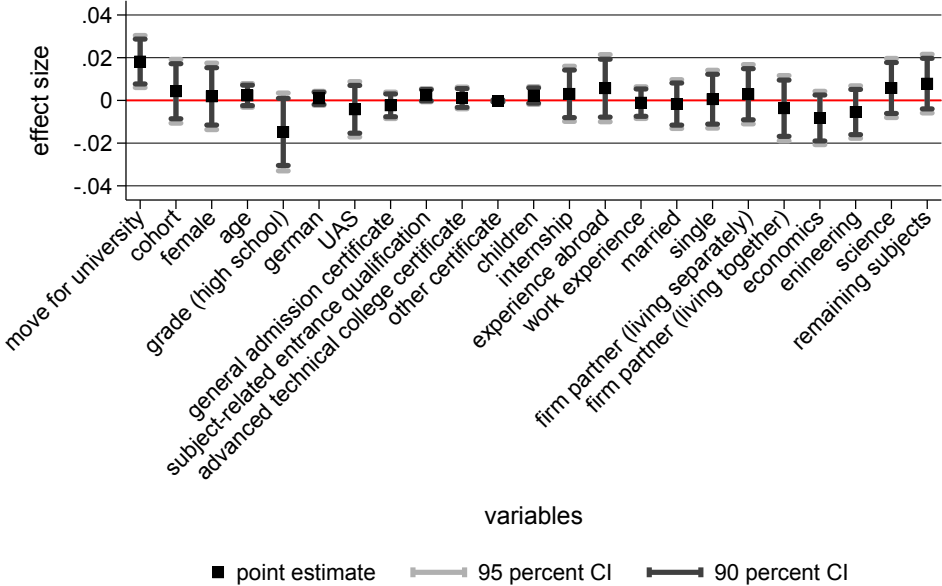 .04
.02
0
-.02
-.04
effect size
move for university
cohort
female
age
grade (high school)
german
UAS
general admission certificate
subject-related entrance qualification
advanced technical college certificate
other certificate
children
internship
experience abroad
work experience
married
single
firm partner (living separately)
firm partner (living together)
economics
enineering
science
remaining subjects
variables
point estimate 95 percent CI 90 percent CI